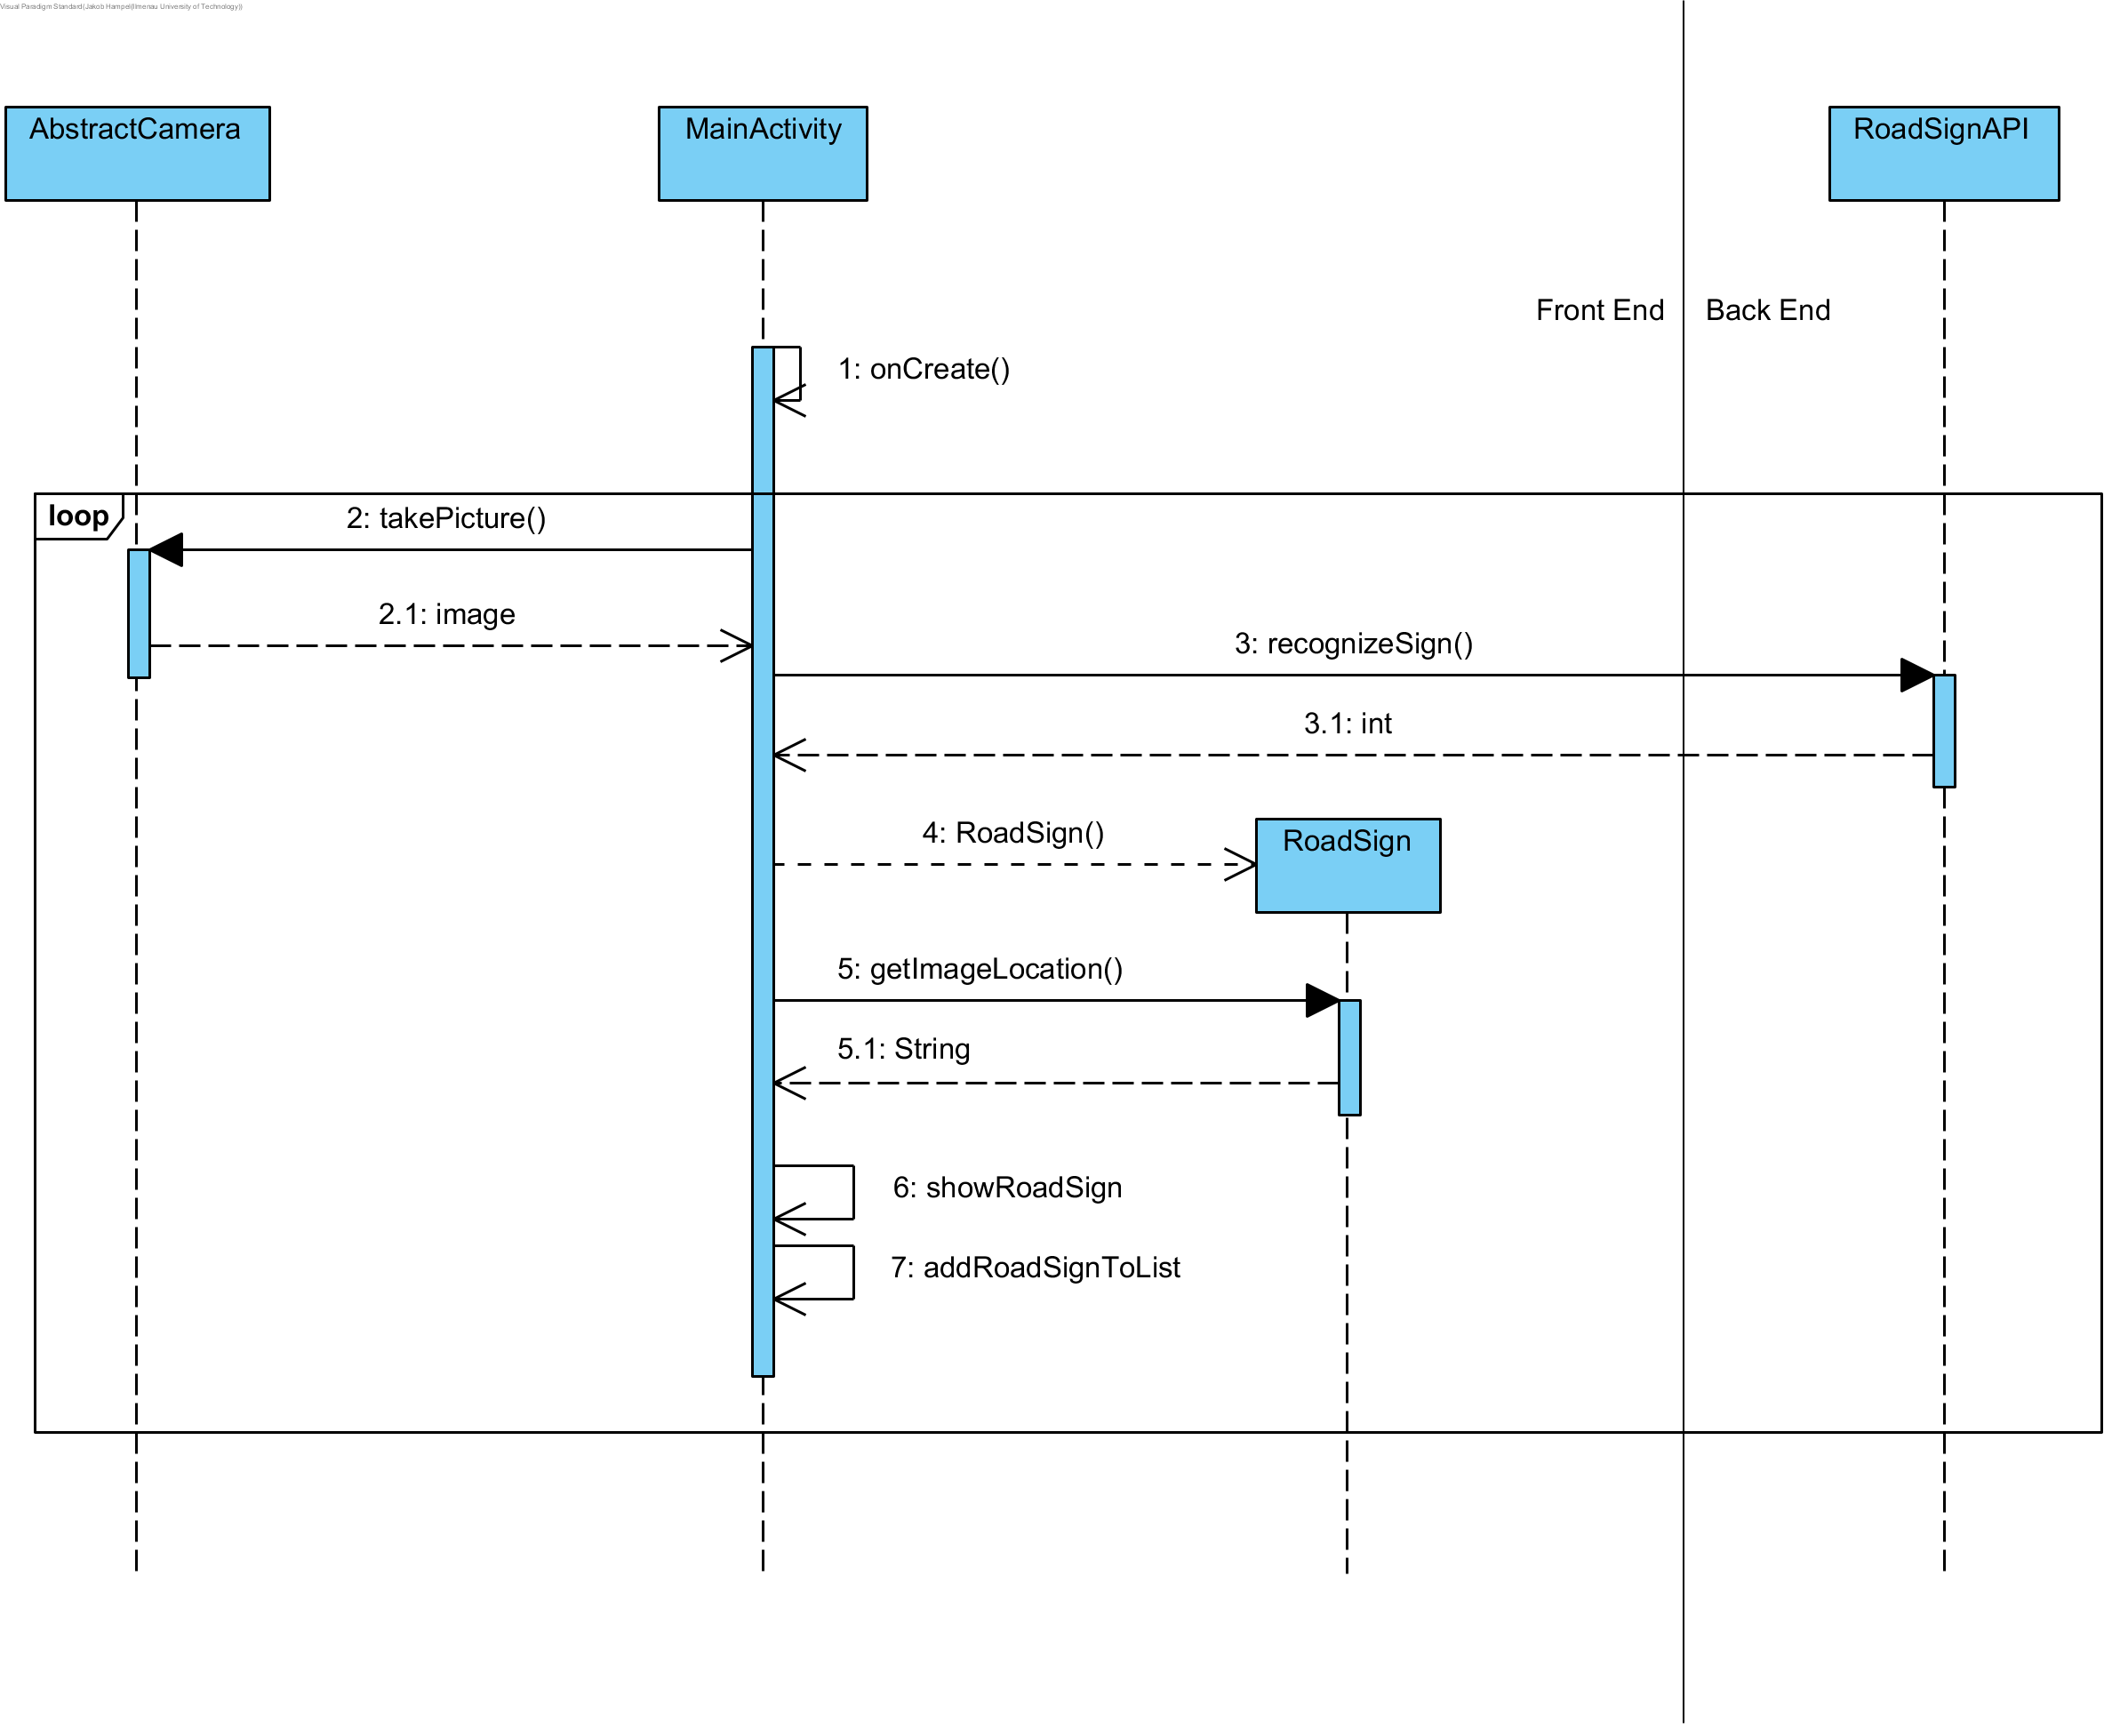 Visual Paradigm Standard(Jakob Hampel(Ilmenau University of Technology))
AbstractCamera
MainActivity
RoadSignAPI
Front End
Back End
1: onCreate()
loop
2: takePicture()
2.1: image
3: recognizeSign()
3.1: int
4: RoadSign()
RoadSign
5: getImageLocation()
5.1: String
6: showRoadSign
7: addRoadSignToList